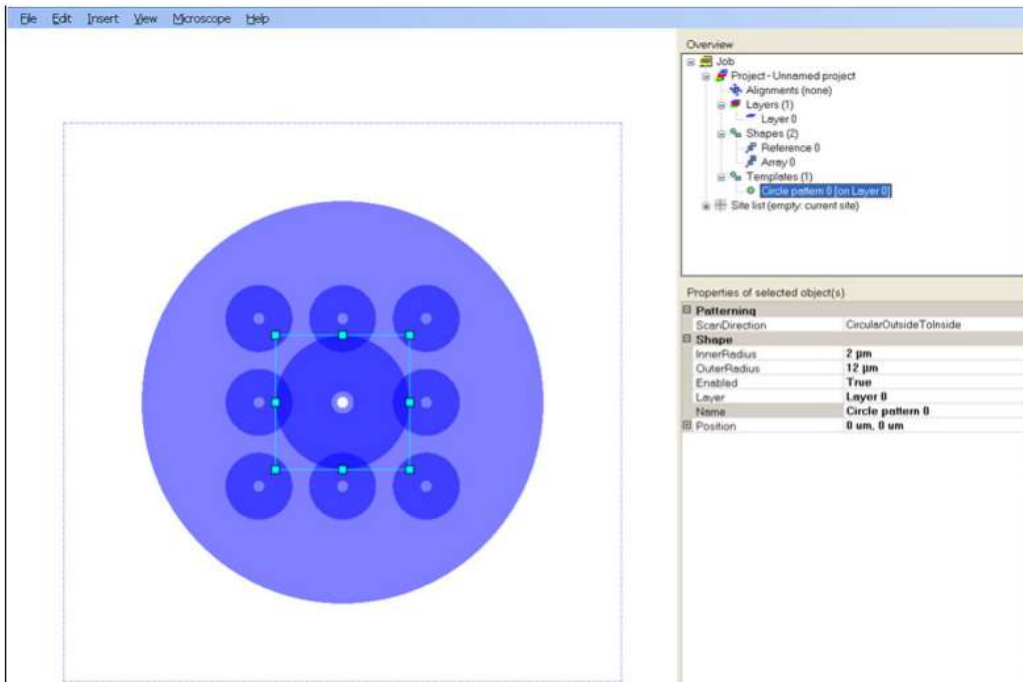 File Edit Insert View Microscope Help
Overview
Job
Project - Unnamed project
Alignments (none)
Layers (1)
Layer 0
Shapes (2)
Reference 0
Array 0
Templates (1)
Circle pattern 0 [on Layer 0]
Site list (empty: current site)
Properties of selected object(s)
Patterning
ScanDirection CircularOutsideToInside
Shape
InnerRadius 2 µm
OuterRadius 12 µm
Enabled True
Layer Layer 0
Name Circle pattern 0
Position 0 um, 0 um